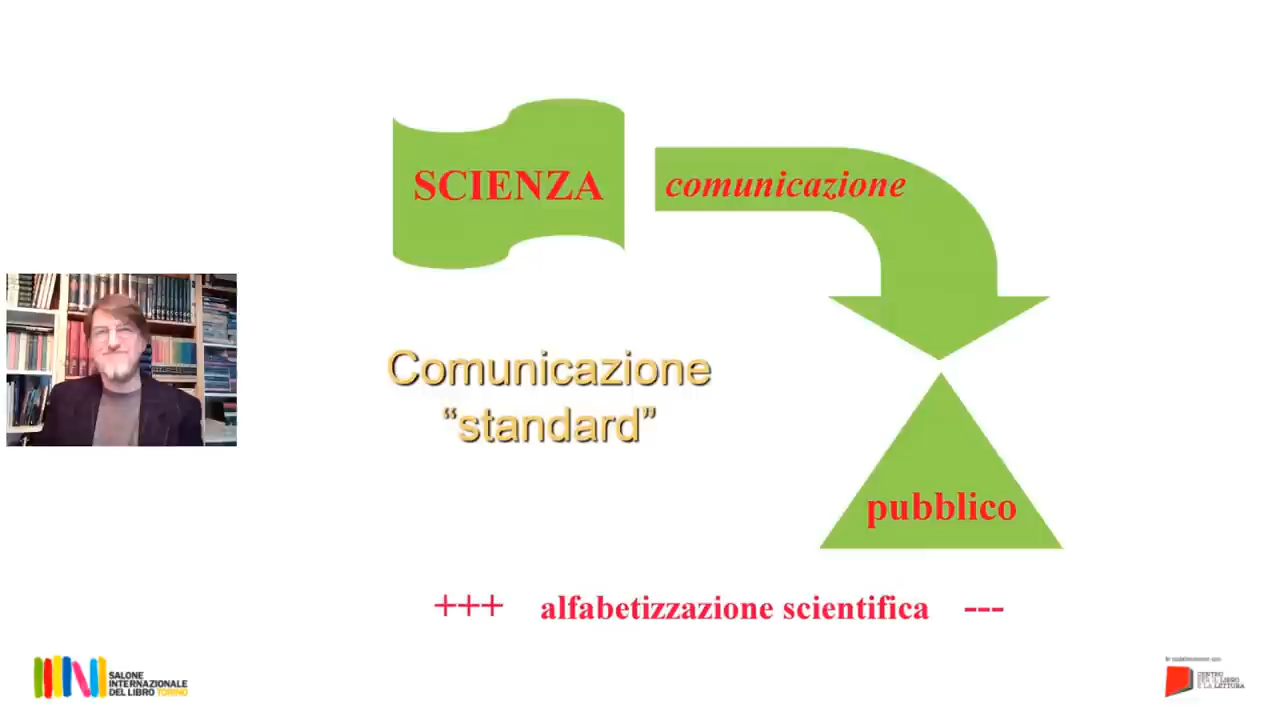 SCIENZA
comunicazione
Comunicazione
“standard”
pubblico
+++ alfabetizzazione scientifica ---
SALONE
INTERNAZIONALE
DEL LIBRO TORINO
CENTRO
PER IL LIBRO
E LA LETTURA